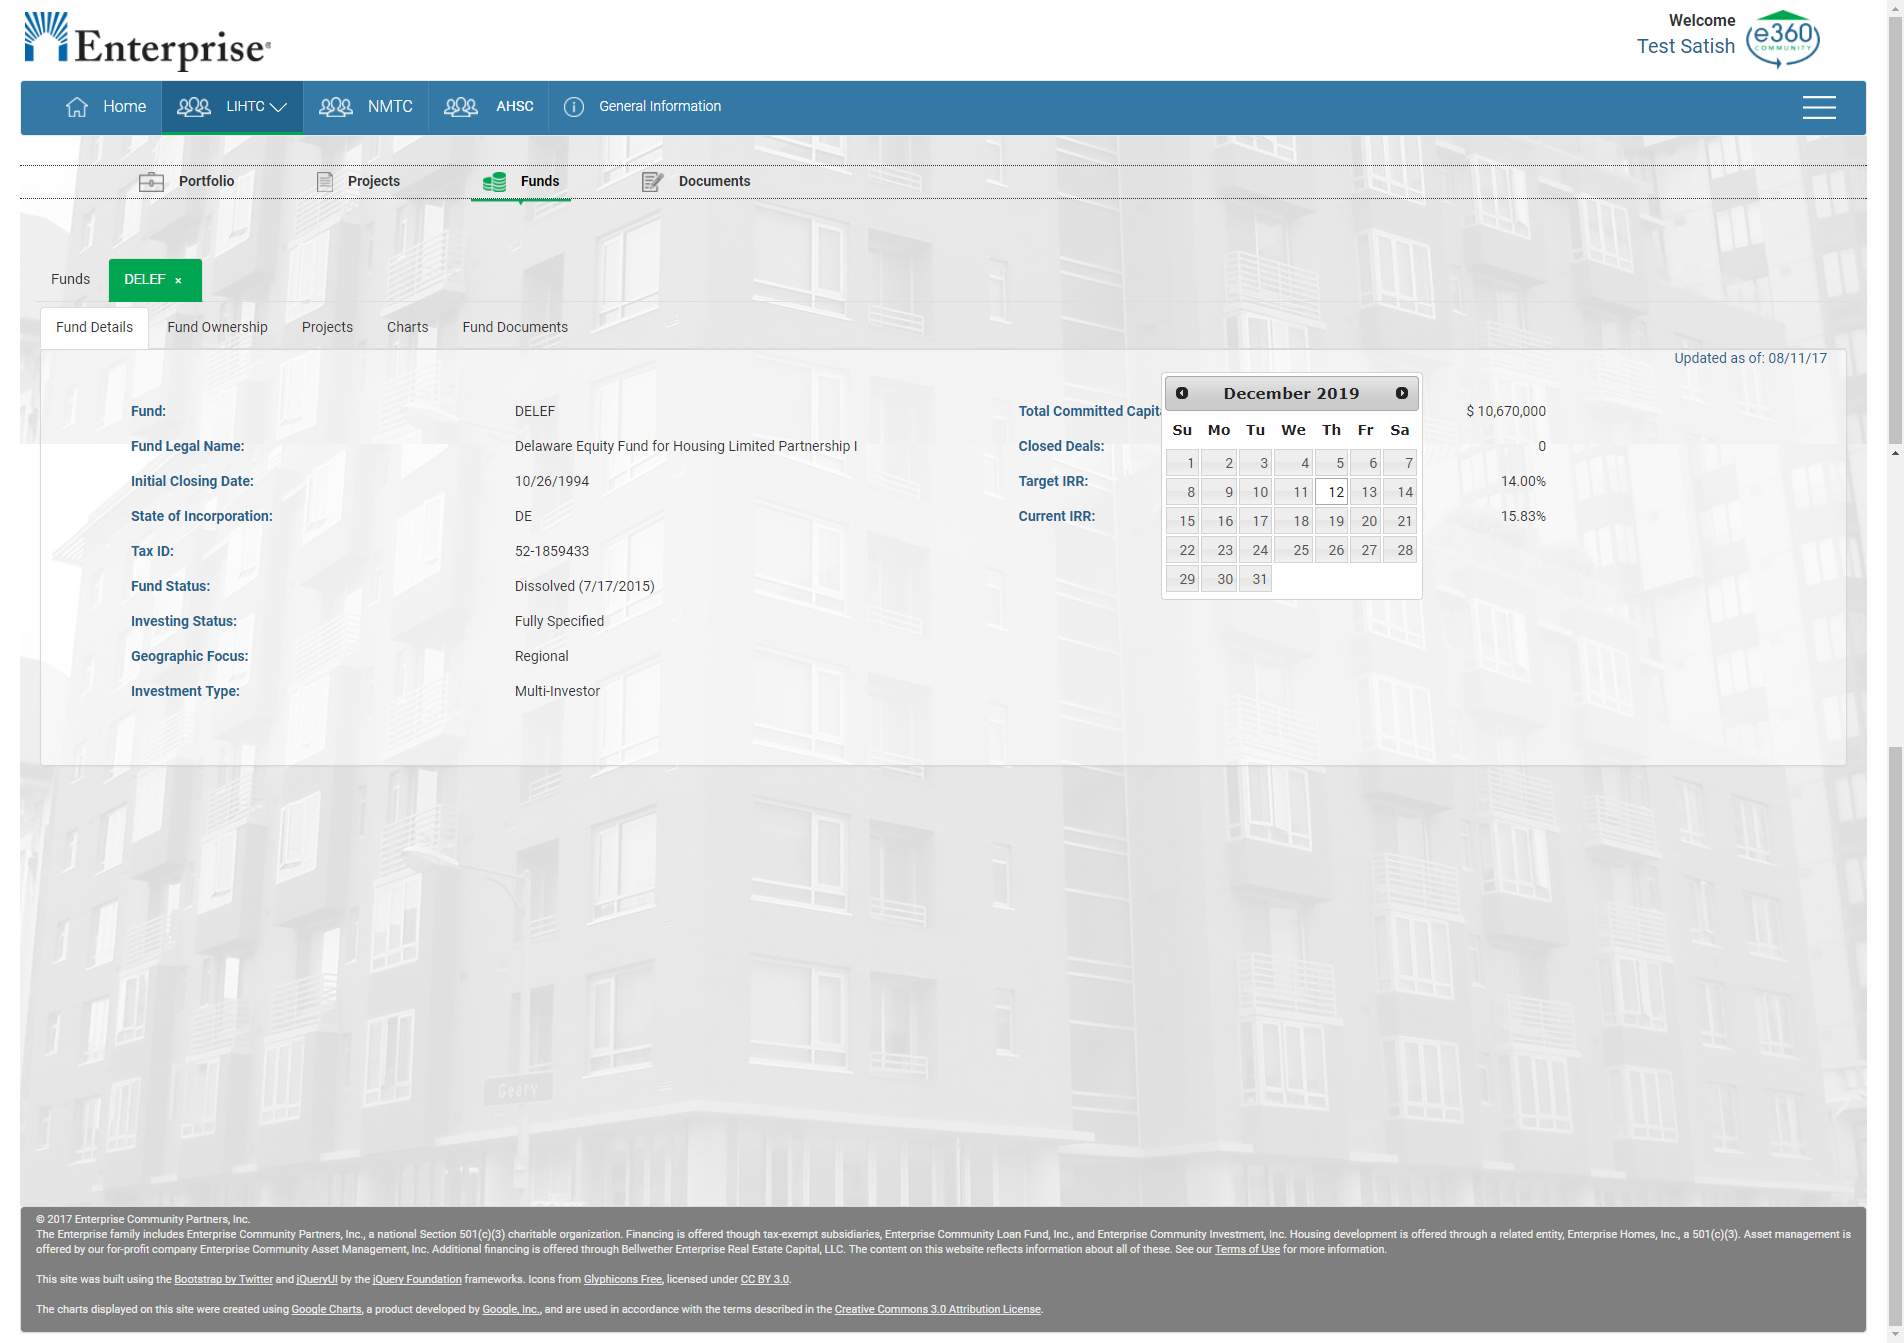 Enterprise®
Welcome
Test Satish
e360
COMMUNITY
Home
LIHTC
NMTC
AHSC
General Information
Portfolio
Projects
Funds
Documents
Funds
DELEF ×
Fund Details
Fund Ownership
Projects
Charts
Fund Documents
Updated as of: 08/11/17
Fund: DELEF
Fund Legal Name: Delaware Equity Fund for Housing Limited Partnership I
Initial Closing Date: 10/26/1994
State of Incorporation: DE
Tax ID: 52-1859433
Fund Status: Dissolved (7/17/2015)
Investing Status: Fully Specified
Geographic Focus: Regional
Investment Type: Multi-Investor
Total Committed Capit $ 10,670,000
Closed Deals: 0
Target IRR: 14.00%
Current IRR: 15.83%
December 2019
Su Mo Tu We Th Fr Sa
1 2 3 4 5 6 7
8 9 10 11 12 13 14
15 16 17 18 19 20 21
22 23 24 25 26 27 28
29 30 31
Geary
© 2017 Enterprise Community Partners, Inc.
The Enterprise family includes Enterprise Community Partners, Inc., a national Section 501(c)(3) charitable organization. Financing is offered though tax-exempt subsidiaries, Enterprise Community Loan Fund, Inc., and Enterprise Community Investment, Inc. Housing development is offered through a related entity, Enterprise Homes, Inc., a 501(c)(3). Asset management is
offered by our for-profit company Enterprise Community Asset Management, Inc. Additional financing is offered through Bellwether Enterprise Real Estate Capital, LLC. The content on this website reflects information about all of these. See our Terms of Use for more information.
This site was built using the Bootstrap by Twitter and jQueryUI by the jQuery Foundation frameworks. Icons from Glyphicons Free, licensed under CC BY 3.0.
The charts displayed on this site were created using Google Charts, a product developed by Google, Inc., and are used in accordance with the terms described in the Creative Commons 3.0 Attribution License.